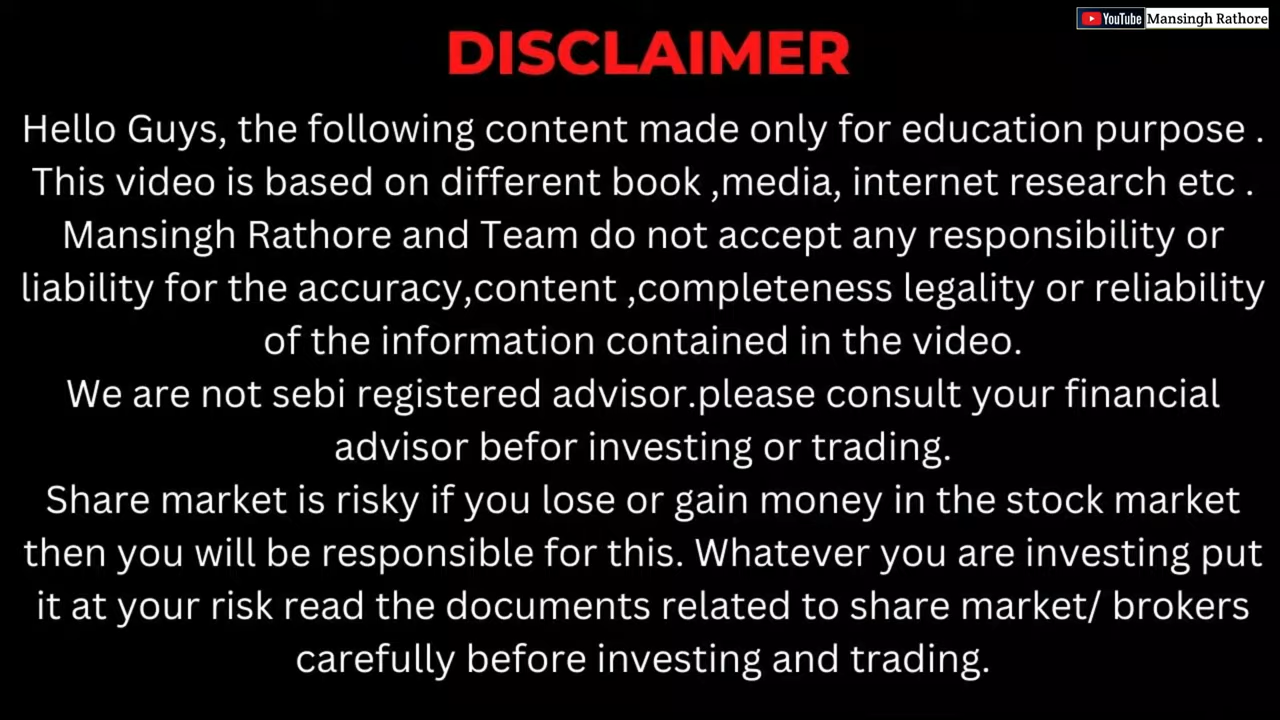 YouTube Mansingh Rathore
DISCLAIMER
Hello Guys, the following content made only for education purpose .
This video is based on different book ,media, internet research etc .
Mansingh Rathore and Team do not accept any responsibility or
liability for the accuracy,content ,completeness legality or reliability
of the information contained in the video.
We are not sebi registered advisor.please consult your financial
advisor befor investing or trading.
Share market is risky if you lose or gain money in the stock market
then you will be responsible for this. Whatever you are investing put
it at your risk read the documents related to share market/ brokers
carefully before investing and trading.